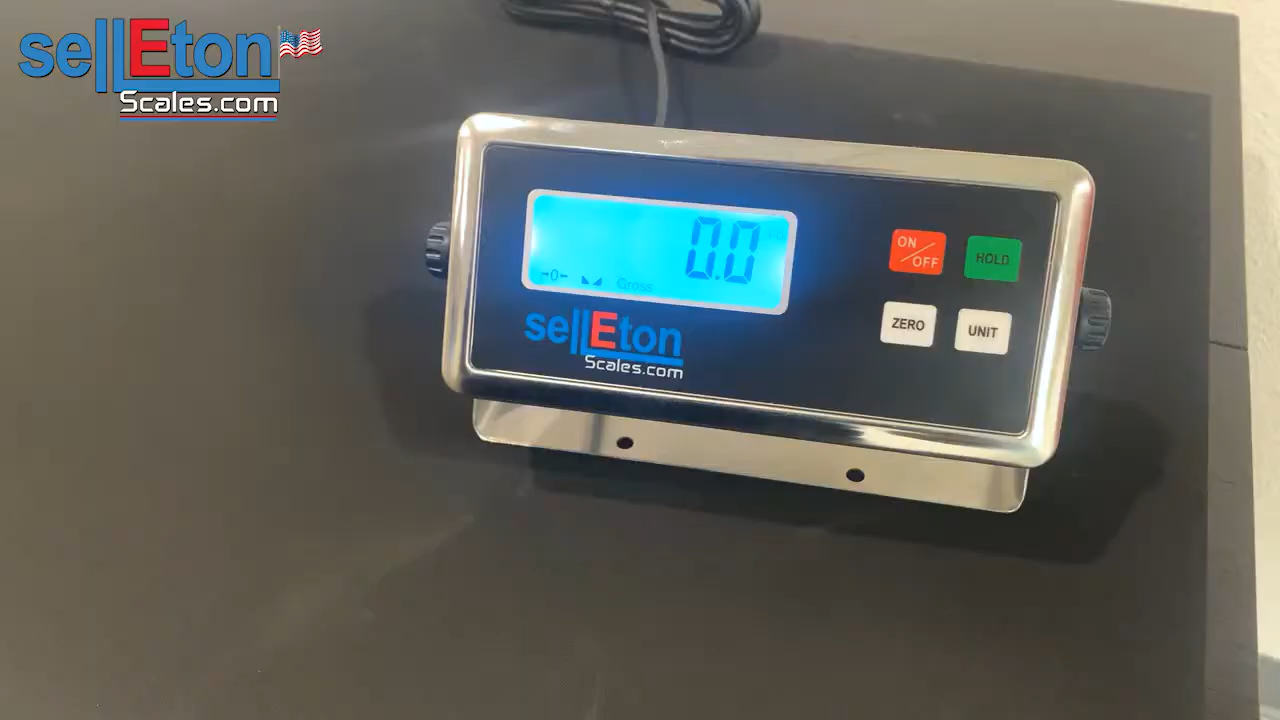 sellEton
Scales.com
0.0
→0← Gross
ON/OFF
HOLD
ZERO
UNIT
sellEton
Scales.com